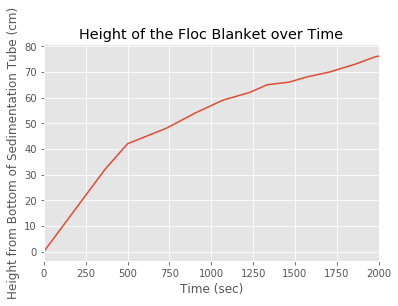 Height of the Floc Blanket over Time
Height from Bottom of Sedimentation Tube (cm)
80
70
60
50
40
30
20
10
0
0 250 500 750 1000 1250 1500 1750 2000
Time (sec)